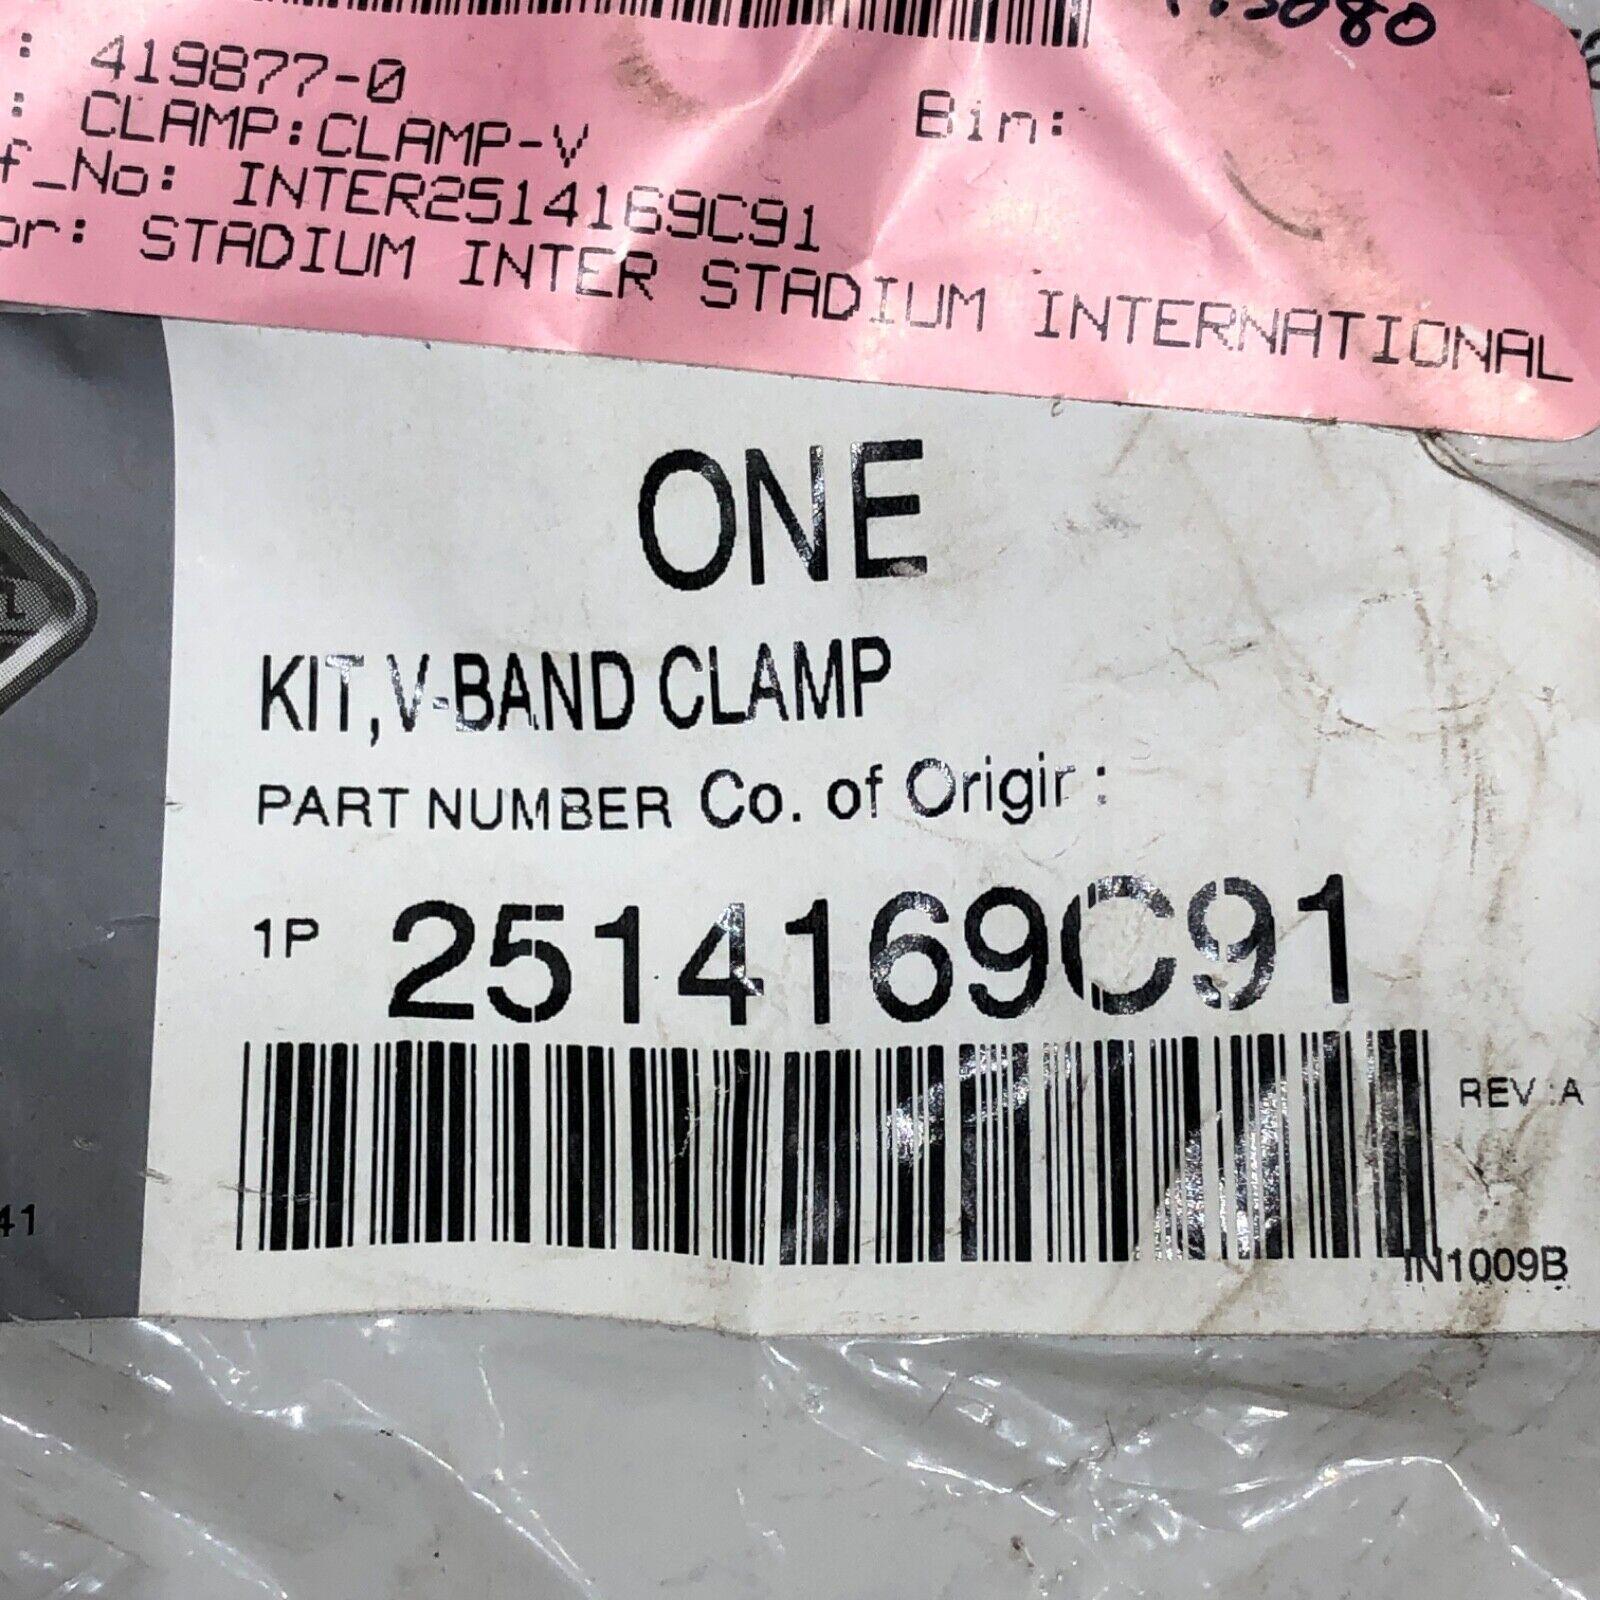 : 419877-0
: CLAMP:CLAMP-V
Bin:
f_No: INTER2514169C91
or: STADIUM INTER STADIUM INTERNATIONAL
ONE
KIT,V-BAND CLAMP
PART NUMBER Co. of Origin :
1P 2514169C91
REV :A
41
IN1009B